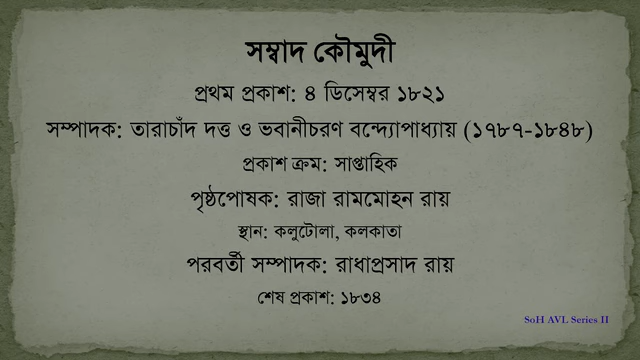 সম্বাদ কৌমুদী
প্রথম প্রকাশ: ৪ ডিসেম্বর ১৮২১
সম্পাদক: তারাচাঁদ দত্ত ও ভবানীচরণ বন্দ্যোপাধ্যায় (১৭৮৭-১৮৪৮)
প্রকাশ ক্রম: সাপ্তাহিক
পৃষ্ঠপোষক: রাজা রামমোহন রায়
স্থান: কলুটোলা, কলকাতা
পরবর্তী সম্পাদক: রাধাপ্রসাদ রায়
শেষ প্রকাশ: ১৮৩৪
SoH AVL Series II